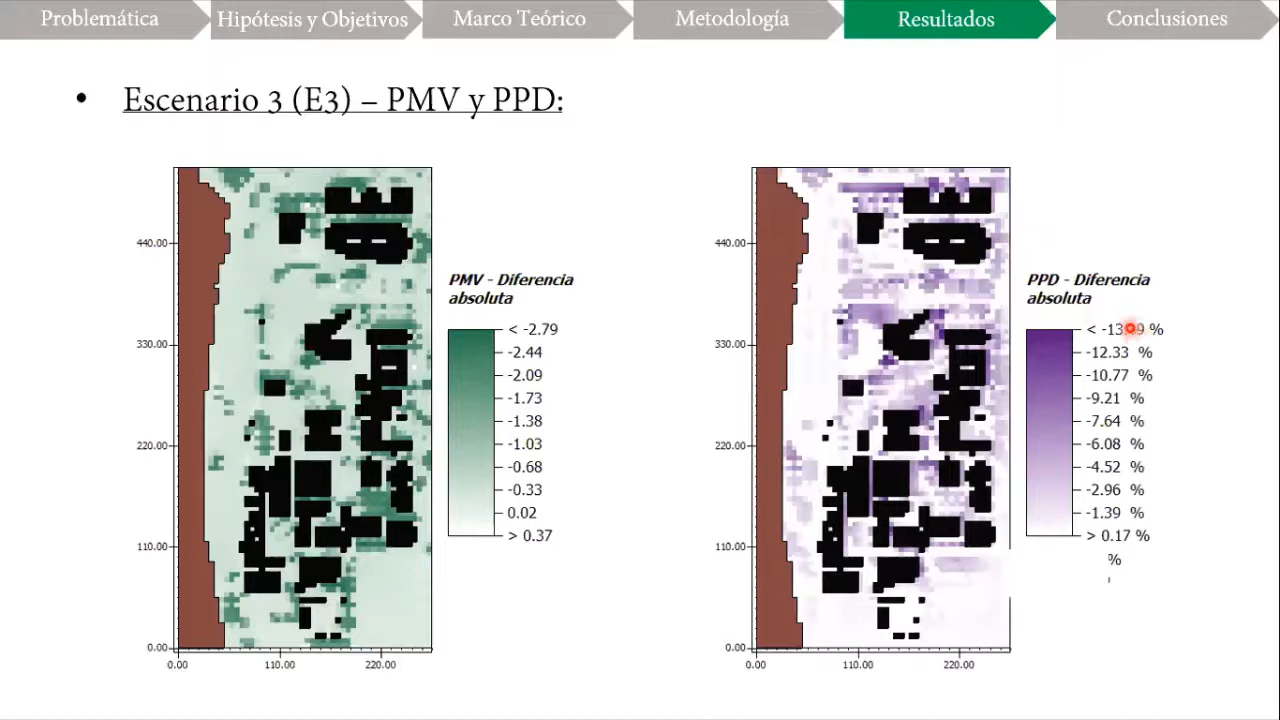 Problemática
Hipótesis y Objetivos
Marco Teórico
Metodología
Resultados
Conclusiones
• Escenario 3 (E3) – PMV y PPD:
440.00
330.00
220.00
110.00
0.00
0.00 110.00 220.00
PMV - Diferencia
absoluta
< -2.79
-2.44
-2.09
-1.73
-1.38
-1.03
-0.68
-0.33
0.02
> 0.37
440.00
330.00
220.00
110.00
0.00
0.00 110.00 220.00
PPD - Diferencia
absoluta
%
-12.33 %
-10.77 %
-9.21 %
-7.64 %
-6.08 %
-4.52 %
-2.96 %
-1.39 %
> 0.17 %
%